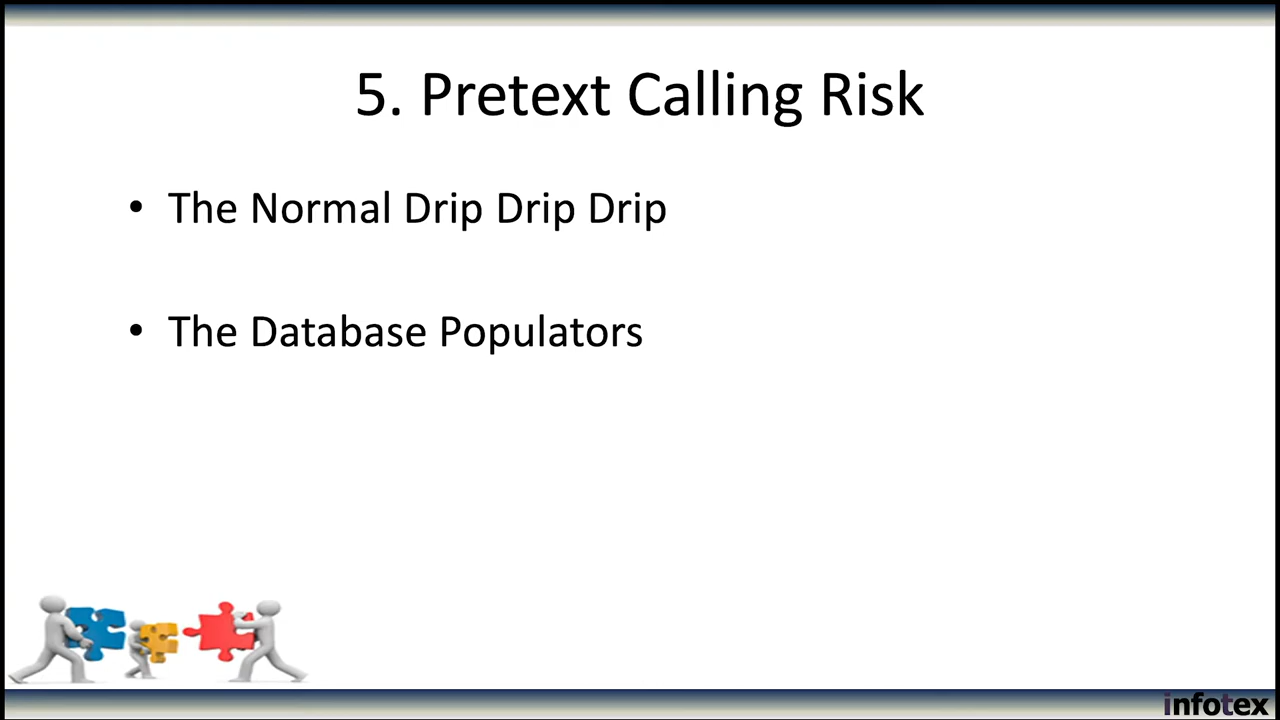 5. Pretext Calling Risk
• The Normal Drip Drip Drip
• The Database Populators
infotex